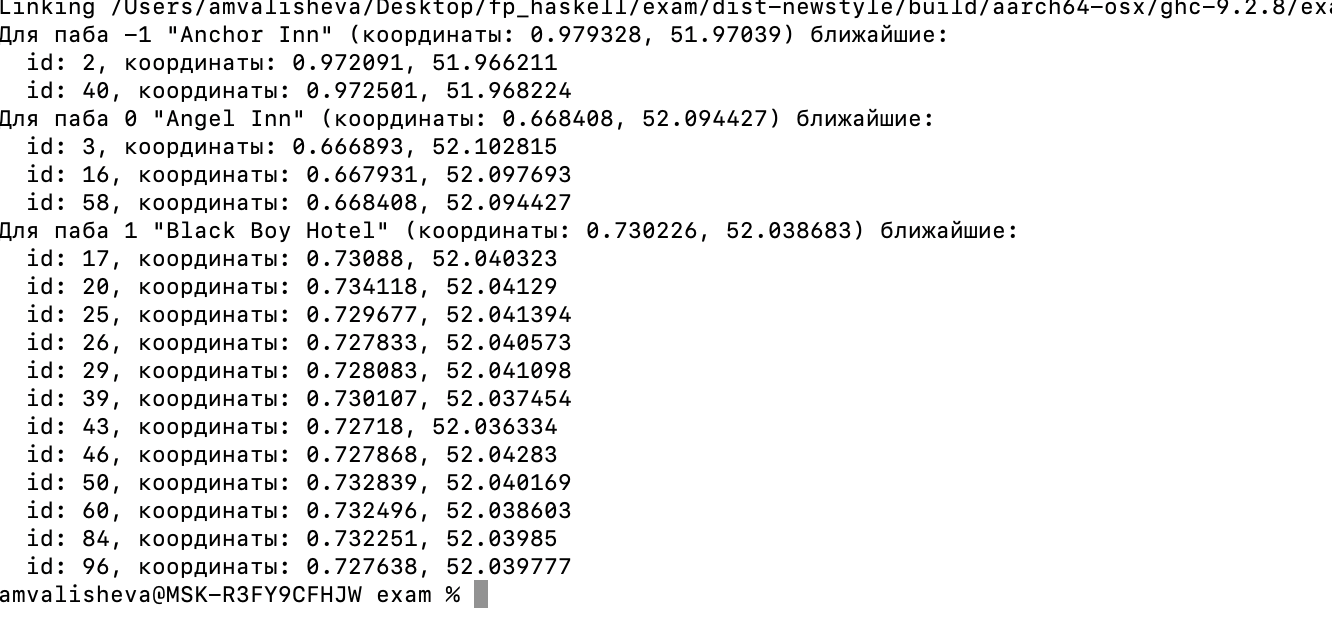 Linking /Users/amvalisheva/Desktop/fp_haskell/exam/dist-newstyle/build/aarch64-osx/ghc-9.2.8/exa
Для паба -1 "Anchor Inn" (координаты: 0.979328, 51.97039) ближайшие:
  id: 2, координаты: 0.972091, 51.966211
  id: 40, координаты: 0.972501, 51.968224
Для паба 0 "Angel Inn" (координаты: 0.668408, 52.094427) ближайшие:
  id: 3, координаты: 0.666893, 52.102815
  id: 16, координаты: 0.667931, 52.097693
  id: 58, координаты: 0.668408, 52.094427
Для паба 1 "Black Boy Hotel" (координаты: 0.730226, 52.038683) ближайшие:
  id: 17, координаты: 0.73088, 52.040323
  id: 20, координаты: 0.734118, 52.04129
  id: 25, координаты: 0.729677, 52.041394
  id: 26, координаты: 0.727833, 52.040573
  id: 29, координаты: 0.728083, 52.041098
  id: 39, координаты: 0.730107, 52.037454
  id: 43, координаты: 0.72718, 52.036334
  id: 46, координаты: 0.727868, 52.04283
  id: 50, координаты: 0.732839, 52.040169
  id: 60, координаты: 0.732496, 52.038603
  id: 84, координаты: 0.732251, 52.03985
  id: 96, координаты: 0.727638, 52.039777
amvalisheva@MSK-R3FY9CFHJW exam %